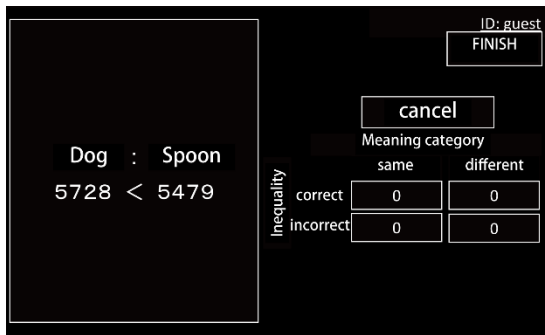 ID: guest
FINISH
cancel
Meaning category
same different
Dog : Spoon
5728 < 5479
Inequality
correct 0 0
incorrect 0 0